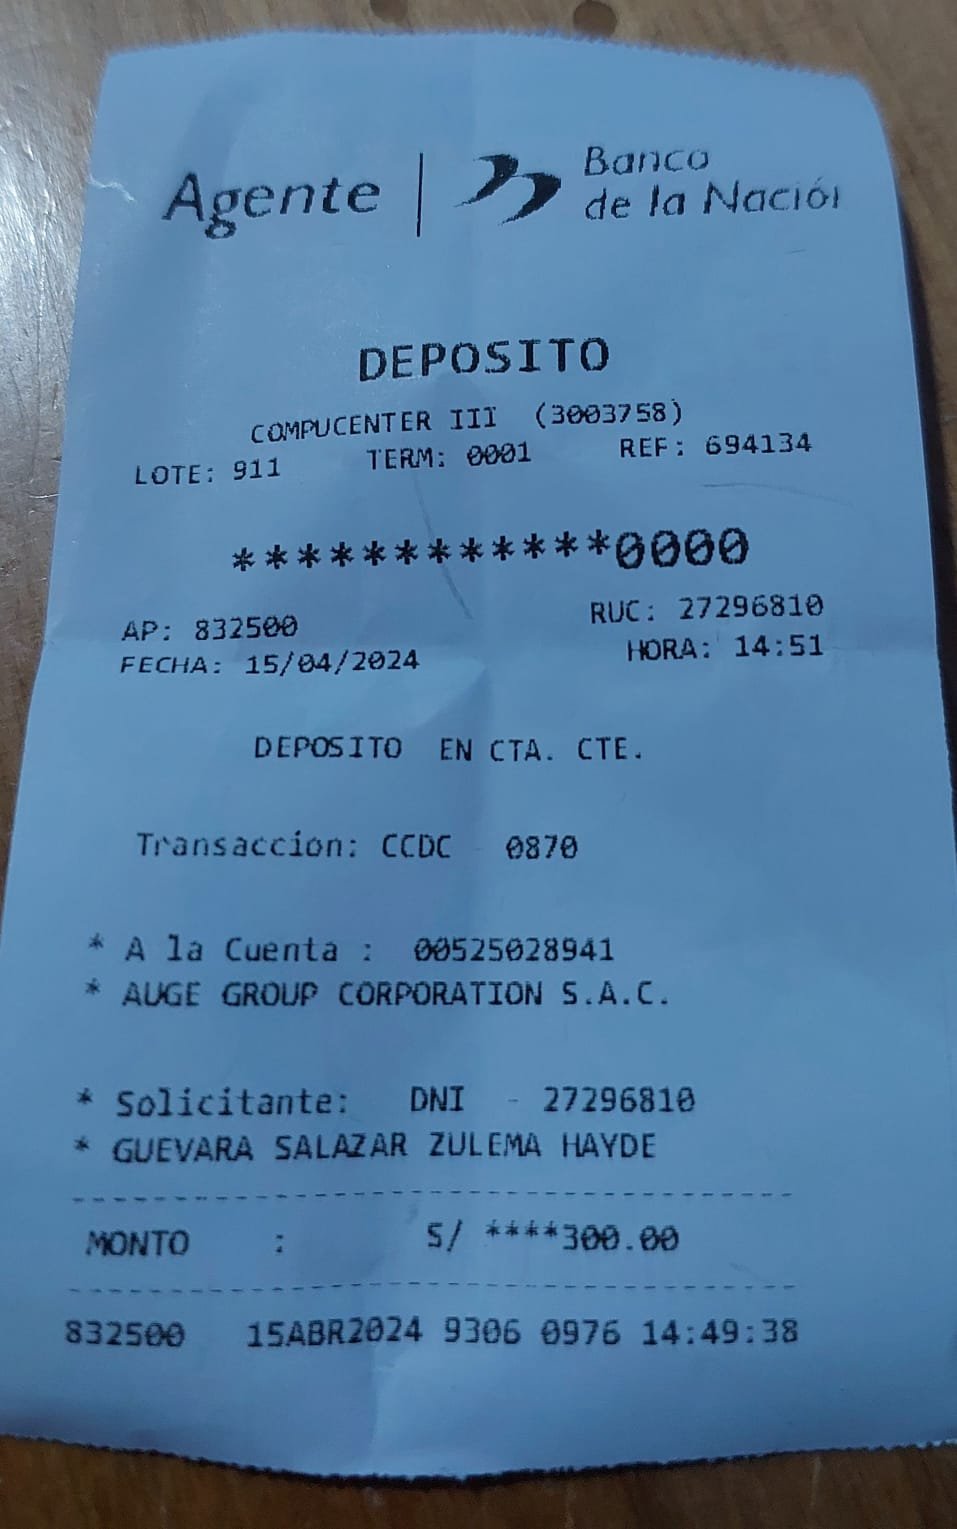 Agente | Banco
de la Nación
DEPOSITO
COMPUCENTER III (3003758)
LOTE: 911 TERM: 0001 REF: 694134
************0000
AP: 832500 RUC: 27296810
FECHA: 15/04/2024 HORA: 14:51
DEPOSITO EN CTA. CTE.
Transaccion: CCDC - 0870
* A la Cuenta : 00525028941
* AUGE GROUP CORPORATION S.A.C.
* Solicitante: DNI - 27296810
* GUEVARA SALAZAR ZULEMA HAYDE
MONTO : S/ ****300.00
832500 15ABR2024 9306 0976 14:49:38